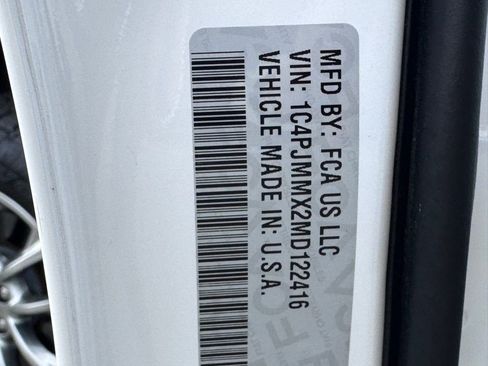 MFD BY: FCA US LLC
VIN: 1C4PJMMX2MD122416
VEHICLE MADE IN: U.S.A.